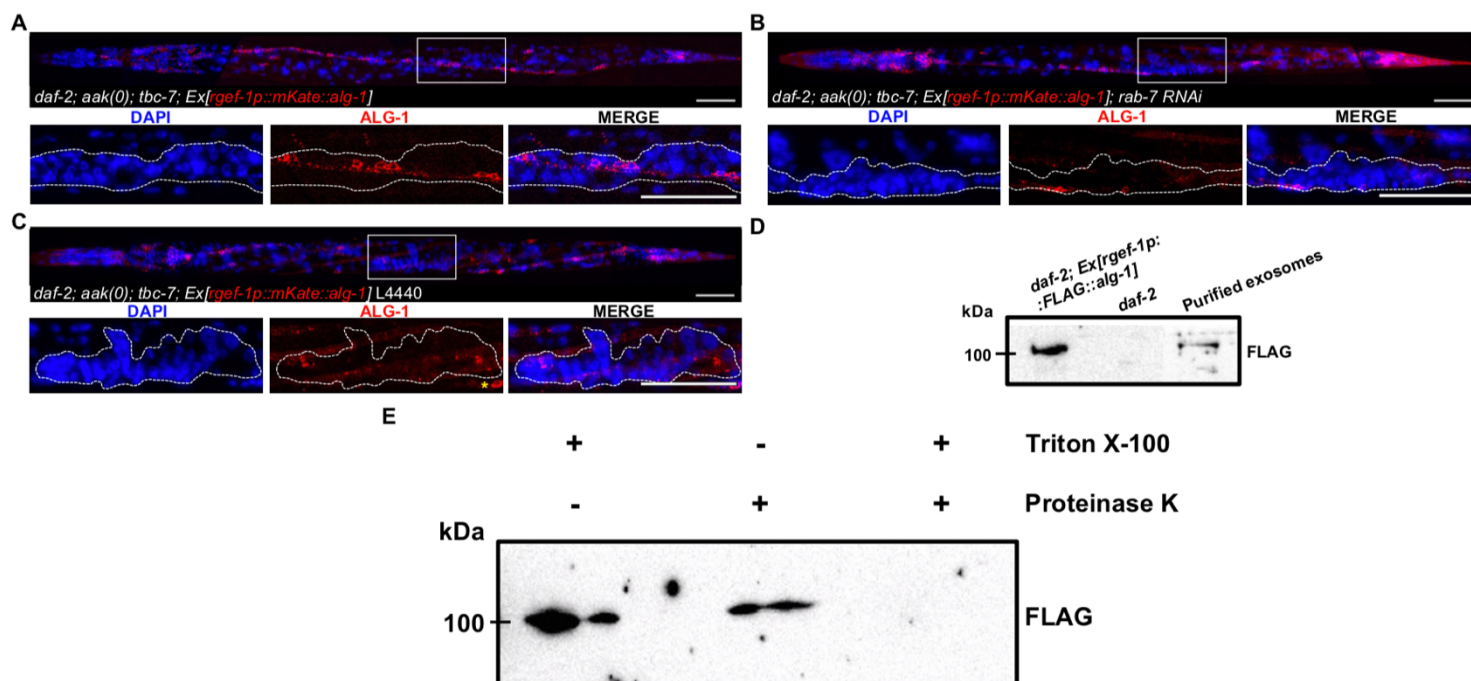 A
daf-2; aak(0); tbc-7; Ex[rgef-1p::mKate::alg-1]
DAPI
ALG-1
MERGE
B
daf-2; aak(0); tbc-7; Ex[rgef-1p::mKate::alg-1]; rab-7 RNAi
DAPI
ALG-1
MERGE
C
daf-2; aak(0); tbc-7; Ex[rgef-1p::mKate::alg-1] L4440
DAPI
ALG-1
MERGE
*
D
daf-2; Ex[rgef-1p:
:FLAG::alg-1]
daf-2
Purified exosomes
kDa
100
FLAG
E
+ - + Triton X-100
- + + Proteinase K
kDa
100
FLAG